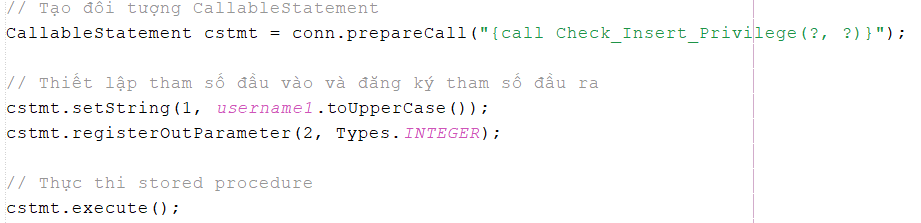 // Tạo đối tượng CallableStatement
CallableStatement cstmt = conn.prepareCall("{call Check_Insert_Privilege(?, ?)}");
// Thiết lập tham số đầu vào và đăng ký tham số đầu ra
cstmt.setString(1, username1.toUpperCase());
cstmt.registerOutParameter(2, Types.INTEGER);
// Thực thi stored procedure
cstmt.execute();